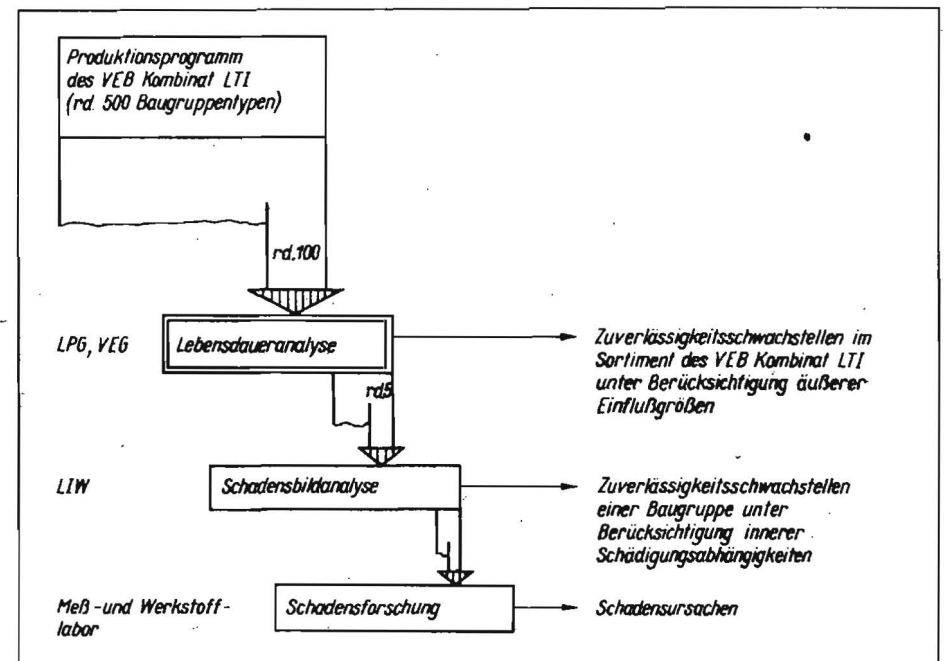 Produktionsprogramm
des VEB Kombinat LTI
(rd. 500 Baugruppentypen)
rd. 100
LPG, VEG
Lebensdaueranalyse
Zuverlässigkeitsschwachstellen im
Sortiment des VEB Kombinat LTI
unter Berücksichtigung äußerer
Einflußgrößen
rd.5
LIW
Schadensbildanalyse
Zuverlässigkeitsschwachstellen
einer Baugruppe unter
Berücksichtigung innerer
Schädigungsabhängigkeiten
Meß-und Werkstoff-
labor
Schadensforschung
Schadensursachen